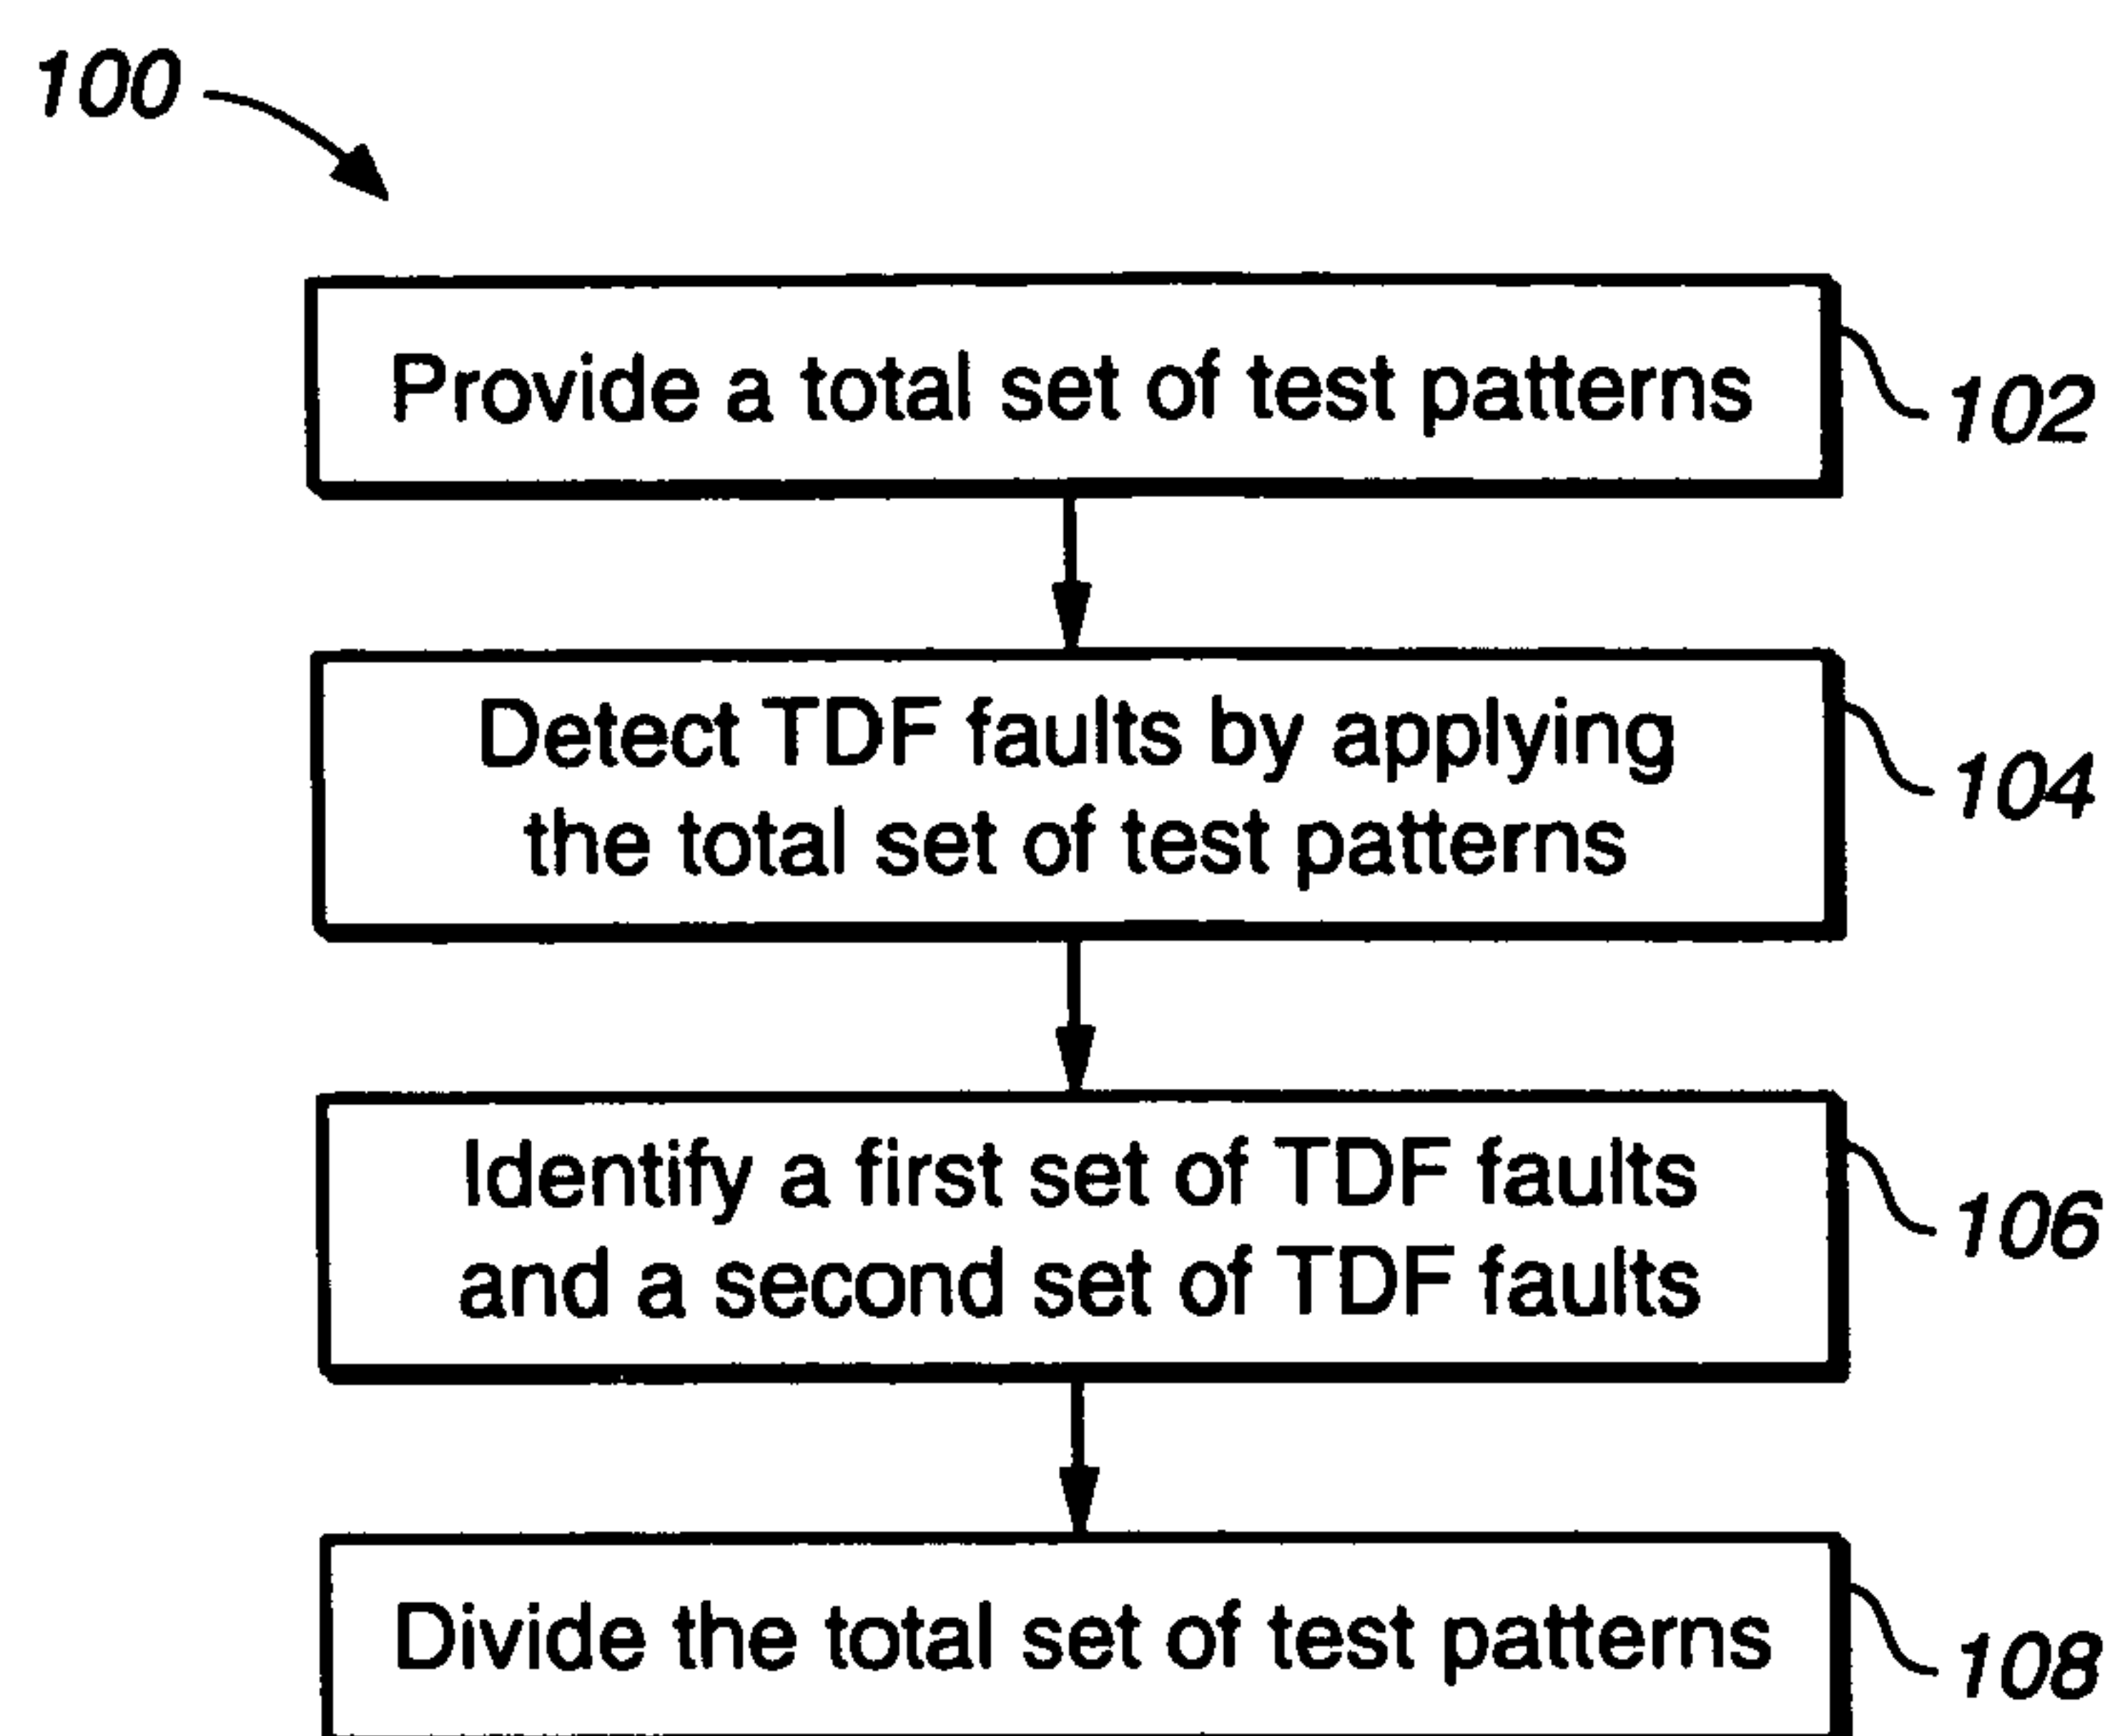 100
Provide a total set of test patterns
102
Detect TDF faults by applying
the total set of test patterns
104
Identify a first set of TDF faults
and a second set of TDF faults
106
Divide the total set of test patterns
108